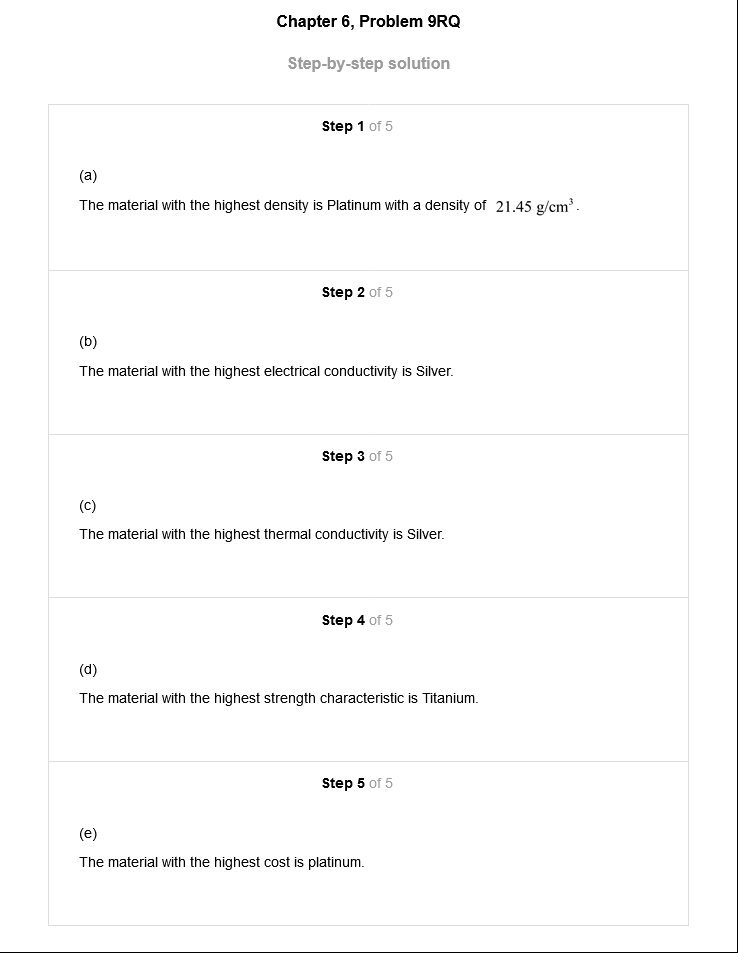 Chapter 6, Problem 9RQ
Step-by-step solution
Step 1 of 5
(a)
The material with the highest density is Platinum with a density of 21.45 g/cm³.
Step 2 of 5
(b)
The material with the highest electrical conductivity is Silver.
Step 3 of 5
(c)
The material with the highest thermal conductivity is Silver.
Step 4 of 5
(d)
The material with the highest strength characteristic is Titanium.
Step 5 of 5
(e)
The material with the highest cost is platinum.